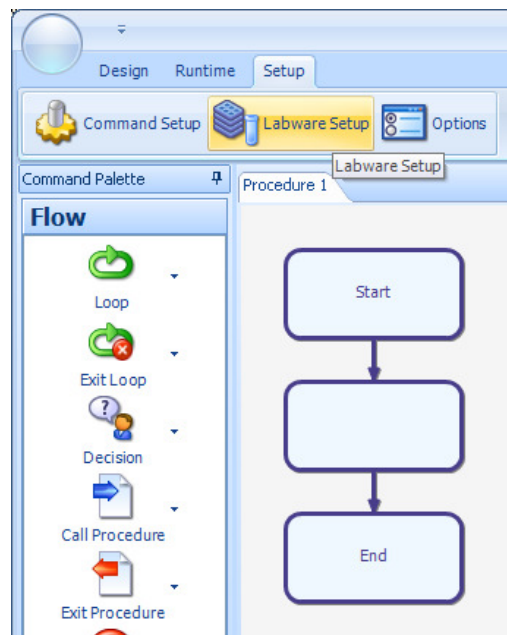 Design Runtime Setup
Command Setup Labware Setup Options
Labware Setup
Command Palette
Procedure 1
Flow
Loop
Exit Loop
Decision
Call Procedure
Exit Procedure
Start
End